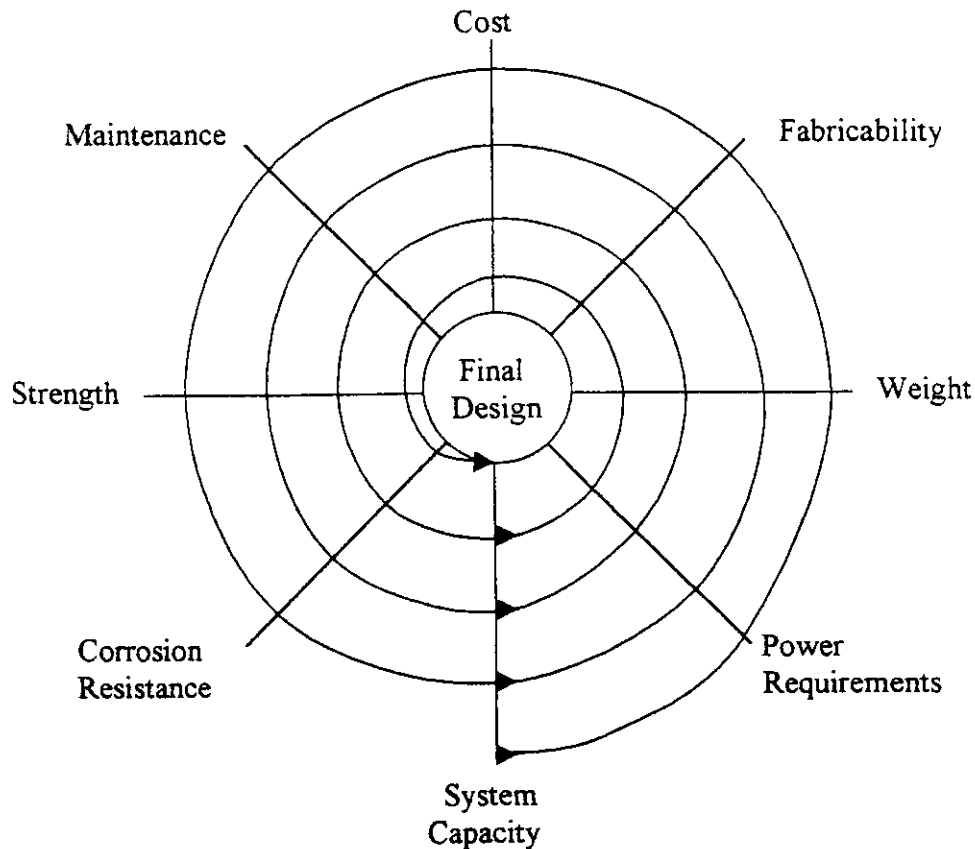 Cost
Maintenance
Fabricability
Strength
Final
Design
Weight
Corrosion
Resistance
Power
Requirements
System
Capacity